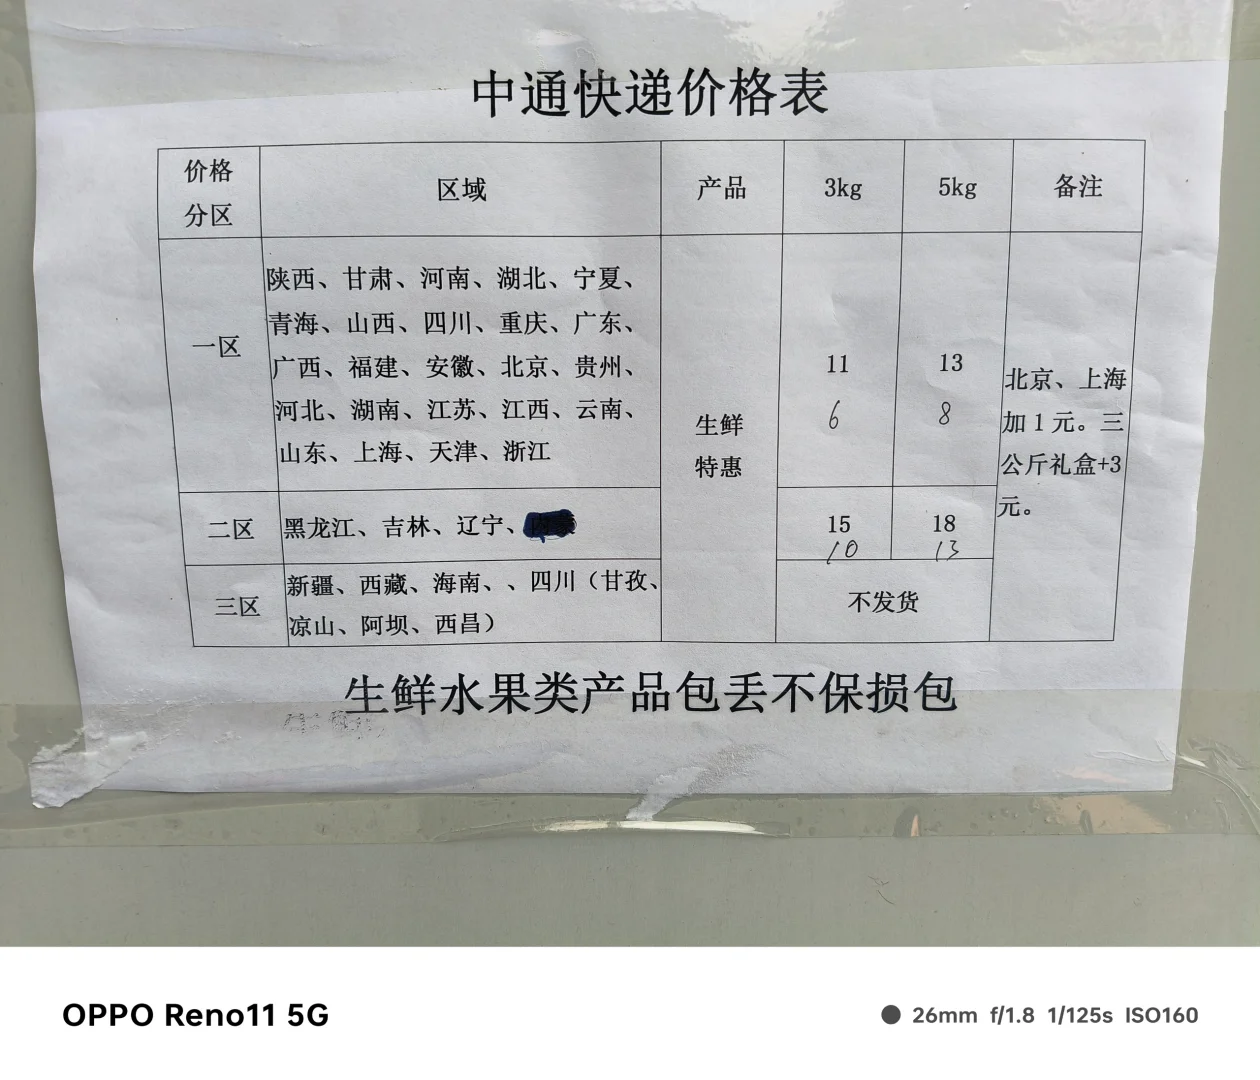 中通快递价格表
价格
分区
区域
产品
3kg
5kg
备注
一区
陕西、甘肃、河南、湖北、宁夏、
青海、山西、四川、重庆、广东、
广西、福建、安徽、北京、贵州、
河北、湖南、江苏、江西、云南、
山东、上海、天津、浙江
生鲜
特惠
11
6
13
8
北京、上海
加1元。三
公斤礼盒+3
元。
二区
黑龙江、吉林、辽宁、
15
10
18
13
三区
新疆、西藏、海南、、四川（甘孜、
凉山、阿坝、西昌）
不发货
生鲜水果类产品包丢不保损包
OPPO Reno11 5G
26mm f/1.8 1/125s ISO160